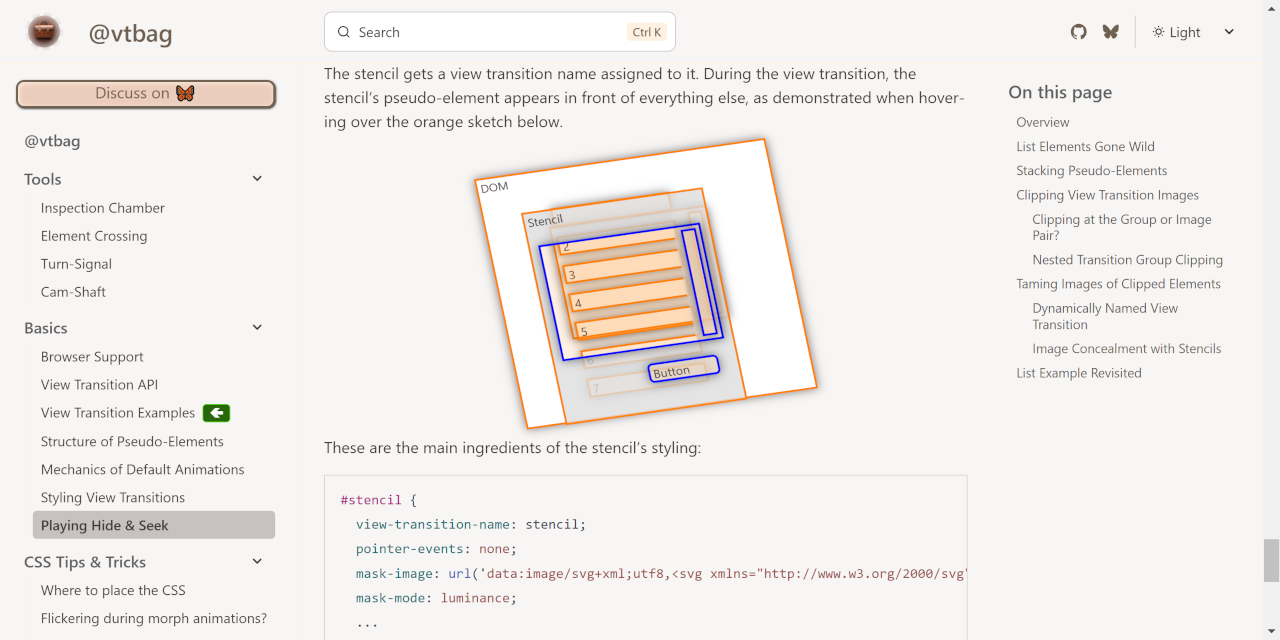 @vtbag
Search
Ctrl K
Light
Discuss on
@vtbag
Tools
Inspection Chamber
Element Crossing
Turn-Signal
Cam-Shaft
Basics
Browser Support
View Transition API
View Transition Examples
Structure of Pseudo-Elements
Mechanics of Default Animations
Styling View Transitions
Playing Hide & Seek
CSS Tips & Tricks
Where to place the CSS
Flickering during morph animations?
The stencil gets a view transition name assigned to it. During the view transition, the
stencil’s pseudo-element appears in front of everything else, as demonstrated when hover-
ing over the orange sketch below.
DOM
Stencil
2
3
4
5
6
7
Button
These are the main ingredients of the stencil’s styling:
#stencil {
view-transition-name: stencil;
pointer-events: none;
mask-image: url('data:image/svg+xml;utf8,<svg xmlns="http://www.w3.org/2000/svg"
mask-mode: luminance;
...
On this page
Overview
List Elements Gone Wild
Stacking Pseudo-Elements
Clipping View Transition Images
Clipping at the Group or Image
Pair?
Nested Transition Group Clipping
Taming Images of Clipped Elements
Dynamically Named View
Transition
Image Concealment with Stencils
List Example Revisited